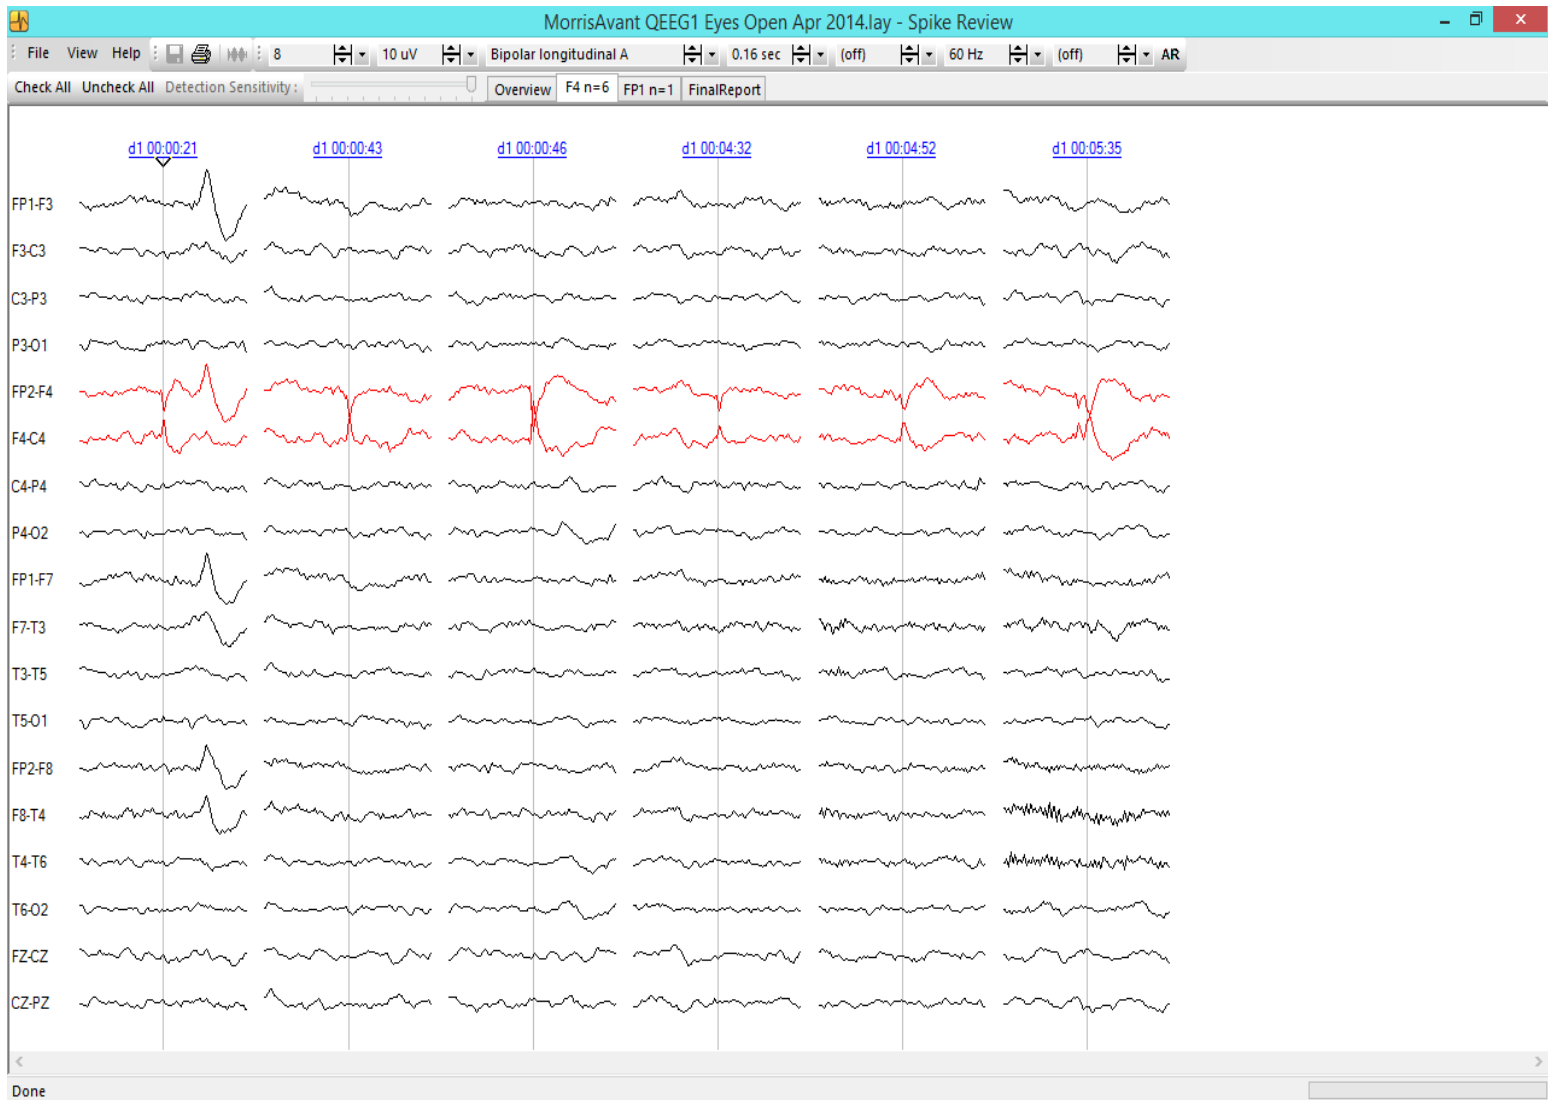 MorrisAvant QEEG1 Eyes Open Apr 2014.lay - Spike Review
File View Help 8 10 uV Bipolar longitudinal A 0.16 sec (off) 60 Hz (off) AR
Check All Uncheck All Detection Sensitivity: Overview F4 n=6 FP1 n=1 FinalReport
d1 00:00:21 d1 00:00:43 d1 00:00:46 d1 00:04:32 d1 00:04:52 d1 00:05:35
FP1-F3
F3-C3
C3-P3
P3-O1
FP2-F4
F4-C4
C4-P4
P4-O2
FP1-F7
F7-T3
T3-T5
T5-O1
FP2-F8
F8-T4
T4-T6
T6-O2
FZ-CZ
CZ-PZ
Done